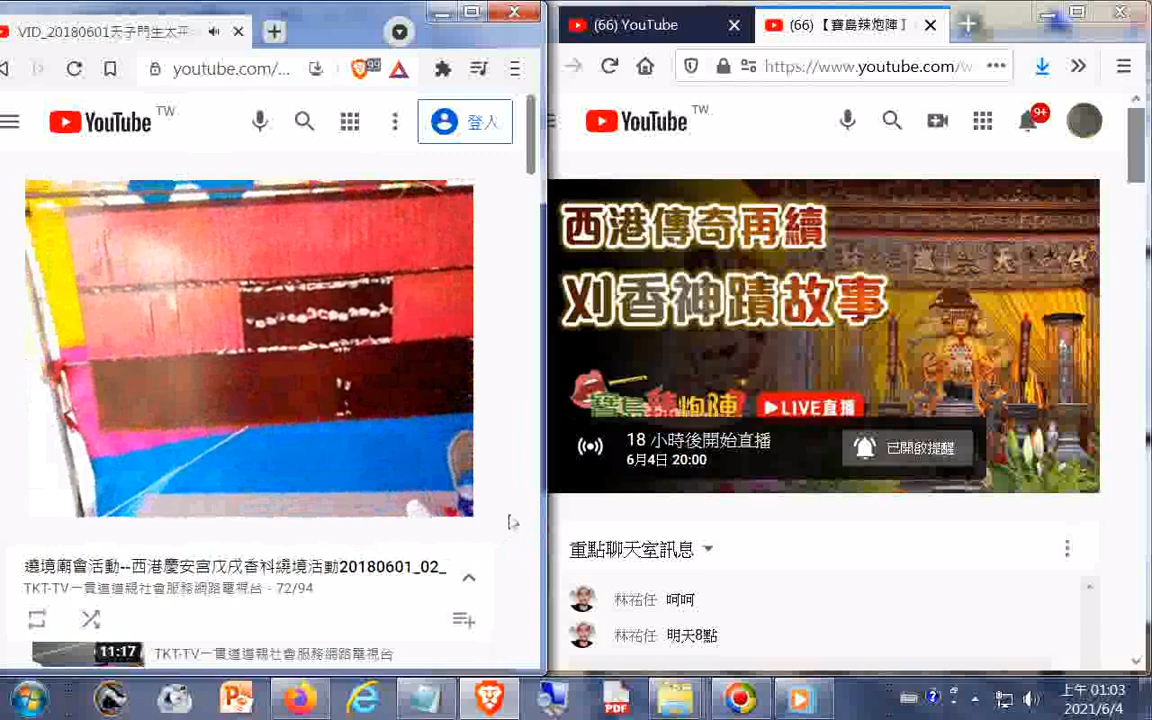 VID_20180601天子門生太平
youtube.com/...
99
YouTube TW
登入
遶境廟會活動--西港慶安宮戊戌香科繞境活動20180601_02_
TKT-TV一貫道道親社會服務網路電視台 - 72/94
11:17
TKT-TV一貫道道親社會服務網路電視台
(66) YouTube
(66) 【寶島辣炮陣】
https://www.youtube.com/w
YouTube TW
9+
西港傳奇再續
刈香神蹟故事
寶島辣炮陣
LIVE直播
18 小時後開始直播
6月4日 20:00
已開啟提醒
重點聊天室訊息
林祐任 呵呵
林祐任 明天8點
PDF
上午 01:03
2021/6/4